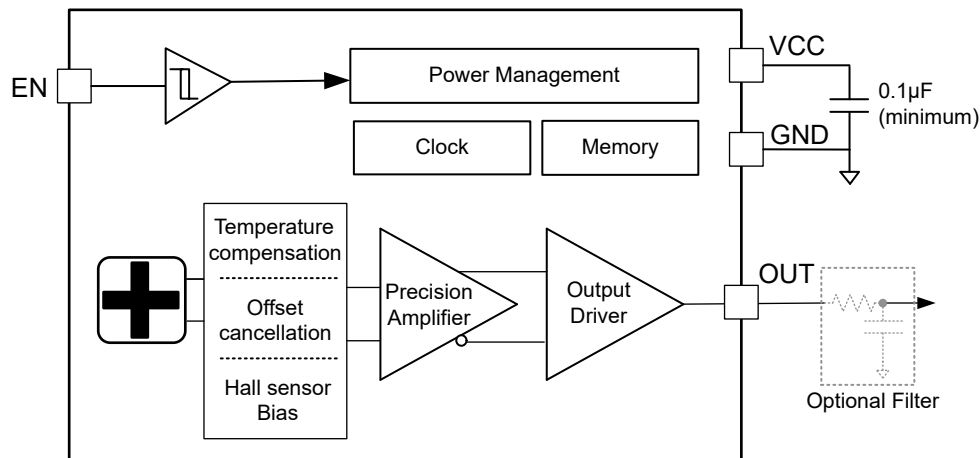 EN
Power Management
Clock
Memory
VCC
GND
0.1µF
(minimum)
Temperature
compensation
Offset
cancellation
Hall sensor
Bias
Precision
Amplifier
Output
Driver
OUT
Optional Filter